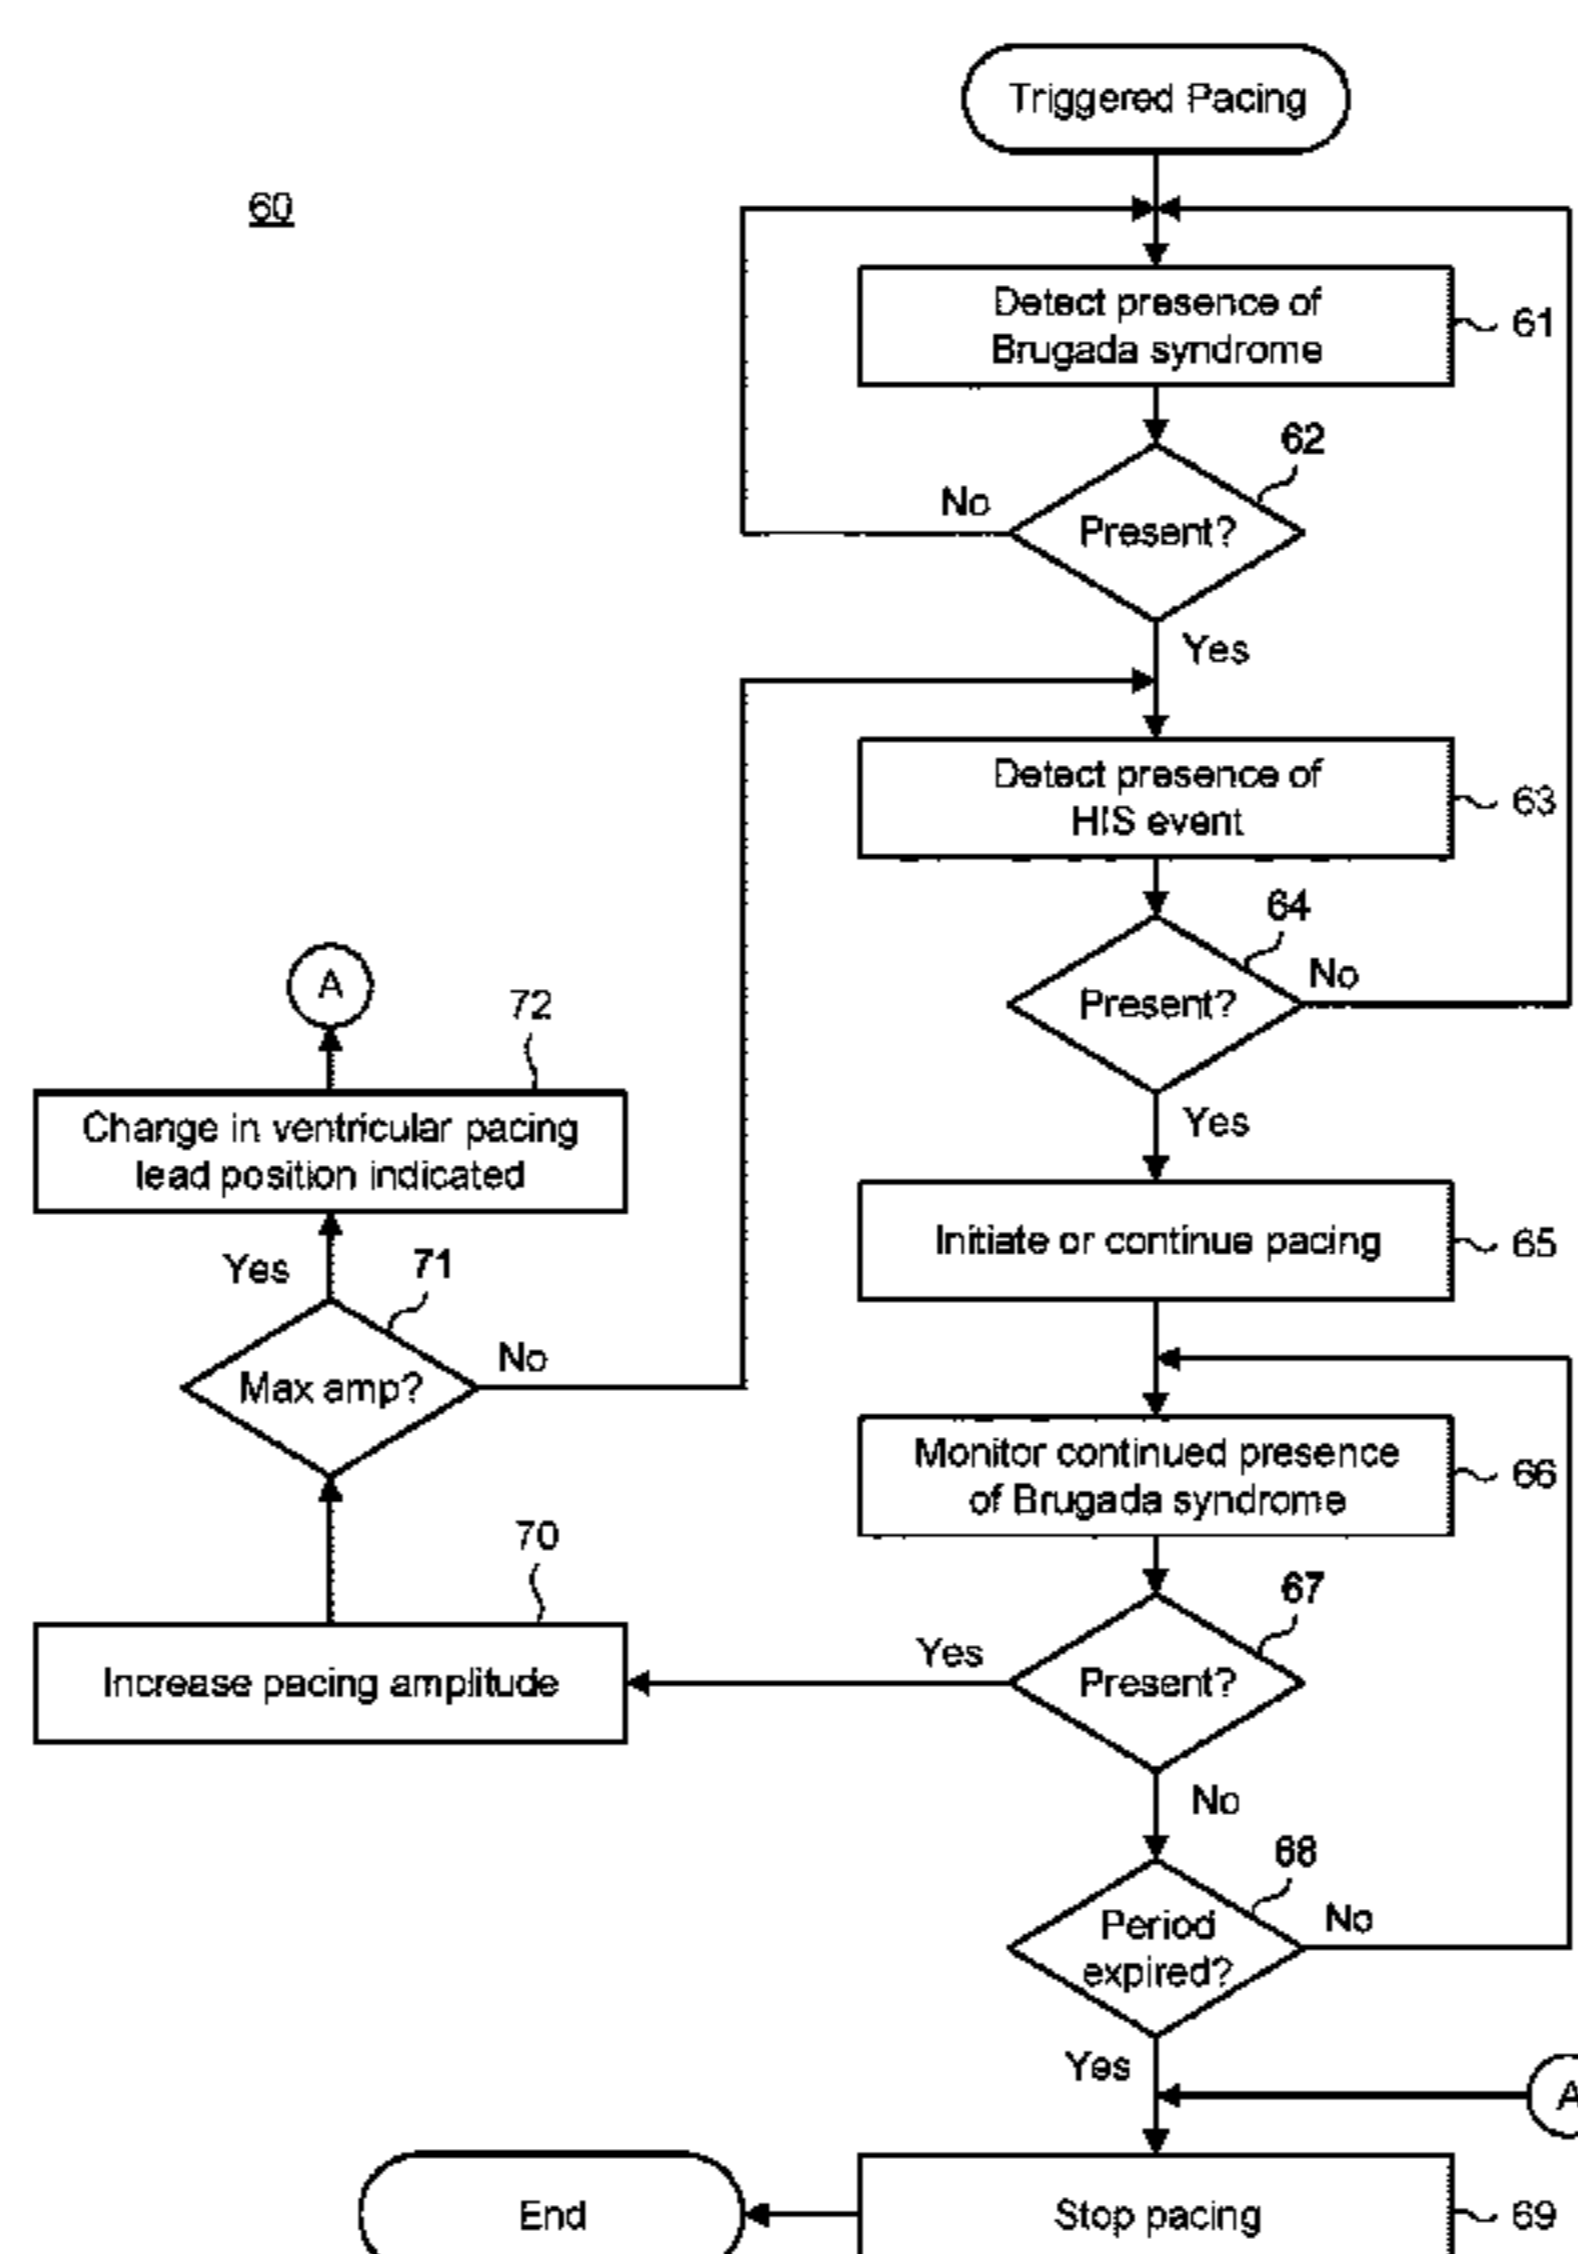 Triggered Pacing
60
Detect presence of
Brugada syndrome
61
62
No
Present?
Yes
Detect presence of
HIS event
63
64
No
Present?
Yes
A
72
Change in ventricular pacing
lead position indicated
Initiate or continue pacing
65
Yes
71
Max amp?
No
Monitor continued presence
of Brugada syndrome
66
70
67
Increase pacing amplitude
Yes
Present?
No
68
Period
expired?
No
Yes
A
End
Stop pacing
69